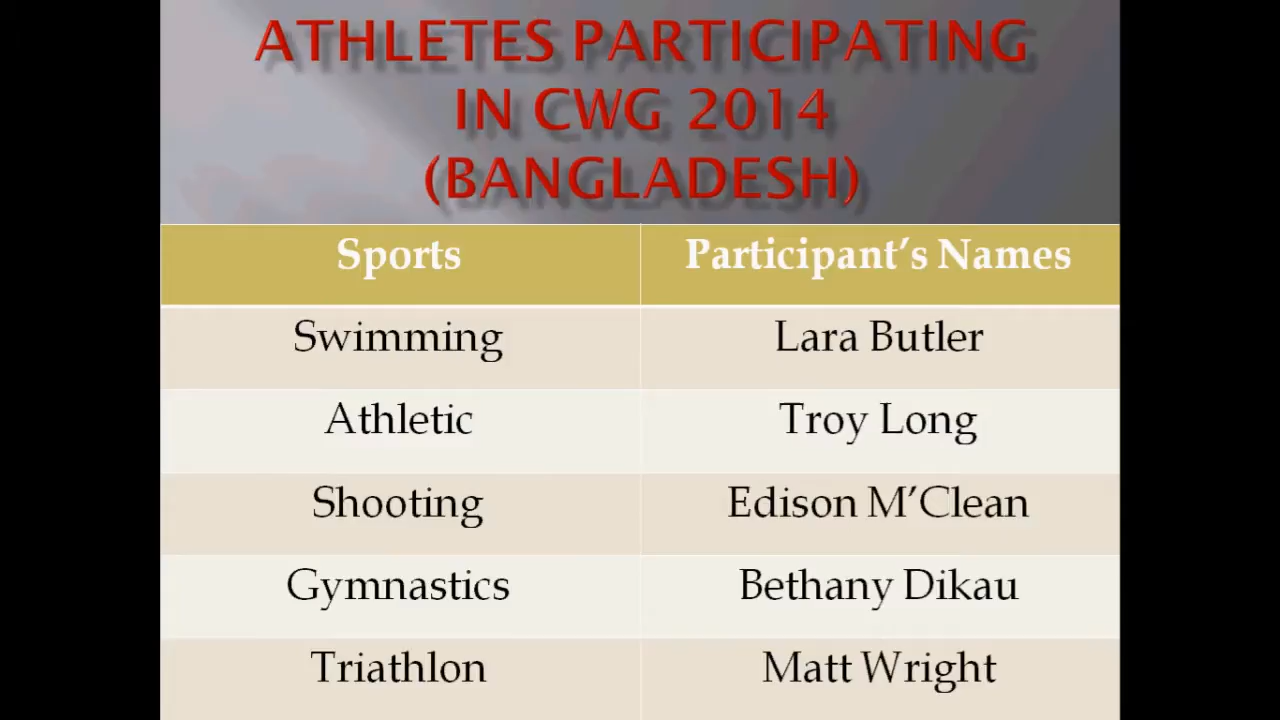 ATHLETES PARTICIPATING
IN CWG 2014
(BANGLADESH)
Sports Participant’s Names
Swimming Lara Butler
Athletic Troy Long
Shooting Edison M’Clean
Gymnastics Bethany Dikau
Triathlon Matt Wright